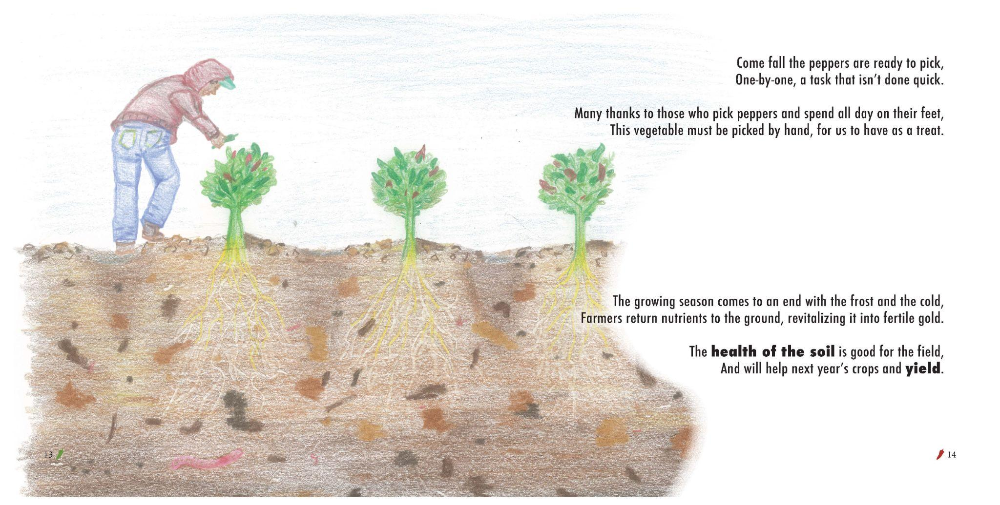 Come fall the peppers are ready to pick,
One-by-one, a task that isn't done quick.
Many thanks to those who pick peppers and spend all day on their feet,
This vegetable must be picked by hand, for us to have as a treat.
The growing season comes to an end with the frost and the cold,
Farmers return nutrients to the ground, revitalizing it into fertile gold.
The health of the soil is good for the field,
And will help next year's crops and yield.
13
14